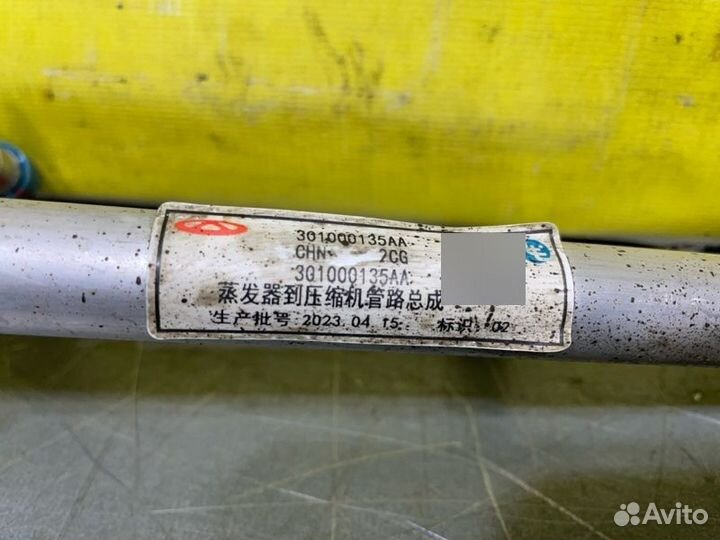 301000135AA
CHN 2CG
301000135AA
蒸发器到压缩机管路总成
生产批号 2023.04 15. 标识: 02
Avito